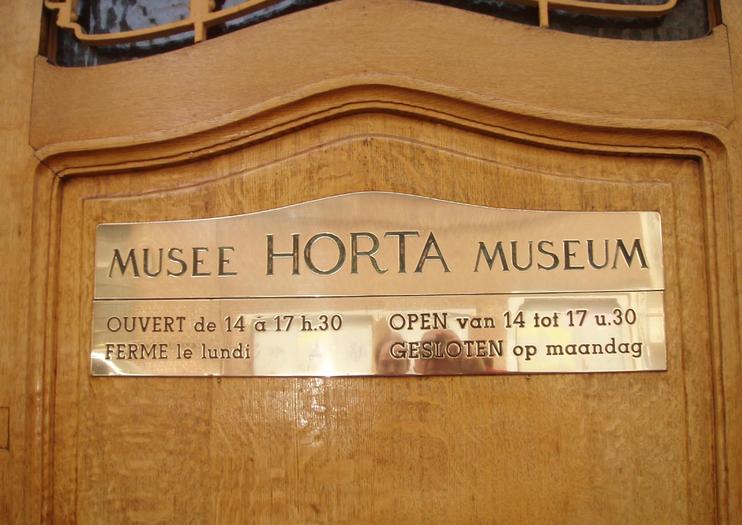 MUSEE HORTA MUSEUM
OUVERT de 14 à 17 h.30
FERME le lundi
OPEN van 14 tot 17 u.30
GESLOTEN op maandag